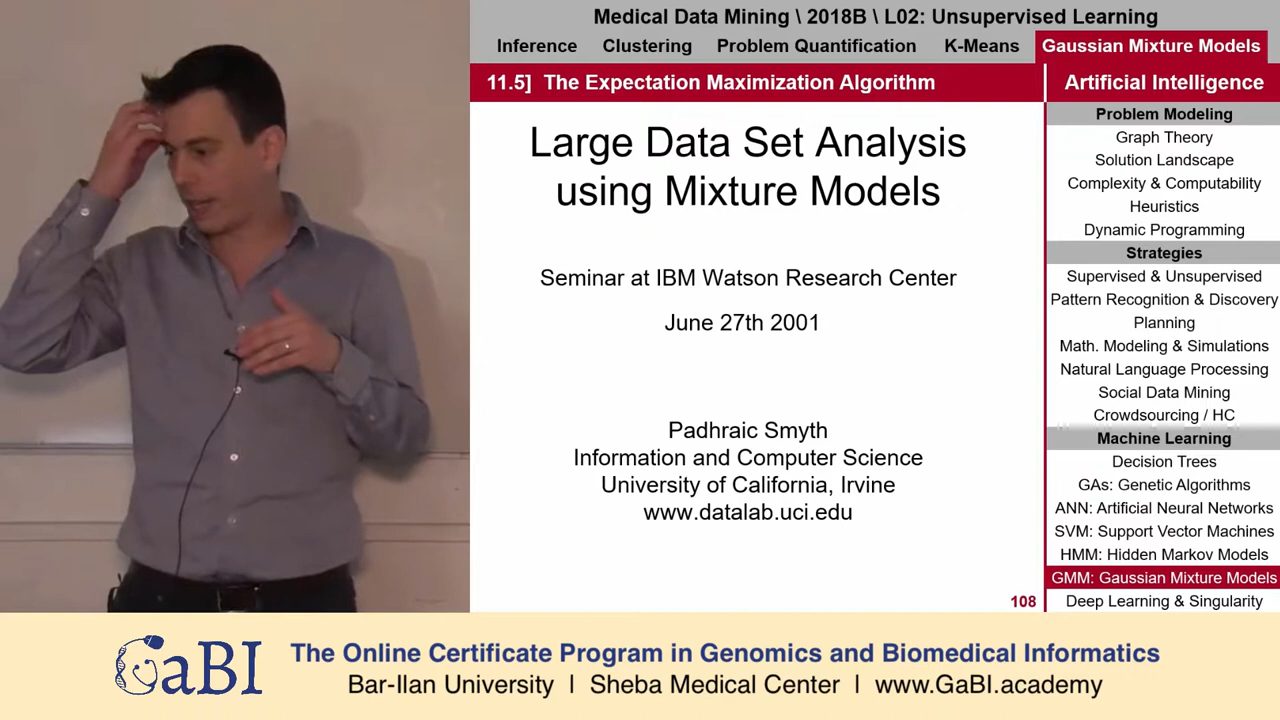 Medical Data Mining \ 2018B \ L02: Unsupervised Learning
Inference Clustering Problem Quantification K-Means Gaussian Mixture Models
11.5] The Expectation Maximization Algorithm
Large Data Set Analysis
using Mixture Models
Seminar at IBM Watson Research Center
June 27th 2001
Padhraic Smyth
Information and Computer Science
University of California, Irvine
www.datalab.uci.edu
108
Artificial Intelligence
Problem Modeling
Graph Theory
Solution Landscape
Complexity & Computability
Heuristics
Dynamic Programming
Strategies
Supervised & Unsupervised
Pattern Recognition & Discovery
Planning
Math. Modeling & Simulations
Natural Language Processing
Social Data Mining
Crowdsourcing / HC
Machine Learning
Decision Trees
GAs: Genetic Algorithms
ANN: Artificial Neural Networks
SVM: Support Vector Machines
HMM: Hidden Markov Models
GMM: Gaussian Mixture Models
Deep Learning & Singularity
GaBI
The Online Certificate Program in Genomics and Biomedical Informatics
Bar-Ilan University | Sheba Medical Center | www.GaBI.academy